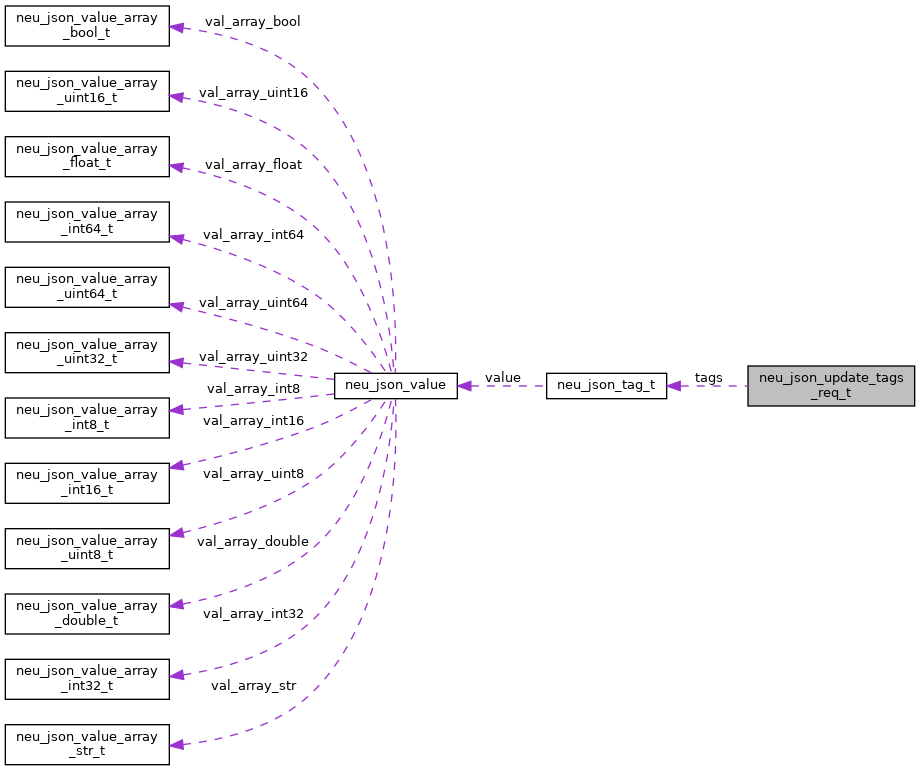 neu_json_value_array
_bool_t
val_array_bool
neu_json_value_array
_uint16_t
val_array_uint16
neu_json_value_array
_float_t
val_array_float
neu_json_value_array
_int64_t
val_array_int64
neu_json_value_array
_uint64_t
val_array_uint64
neu_json_value_array
_uint32_t
val_array_uint32
neu_json_value_array
_int8_t
val_array_int8
neu_json_value
value
neu_json_tag_t
tags
neu_json_update_tags
_req_t
val_array_int16
neu_json_value_array
_int16_t
val_array_uint8
neu_json_value_array
_uint8_t
val_array_double
neu_json_value_array
_double_t
val_array_int32
neu_json_value_array
_int32_t
val_array_str
neu_json_value_array
_str_t